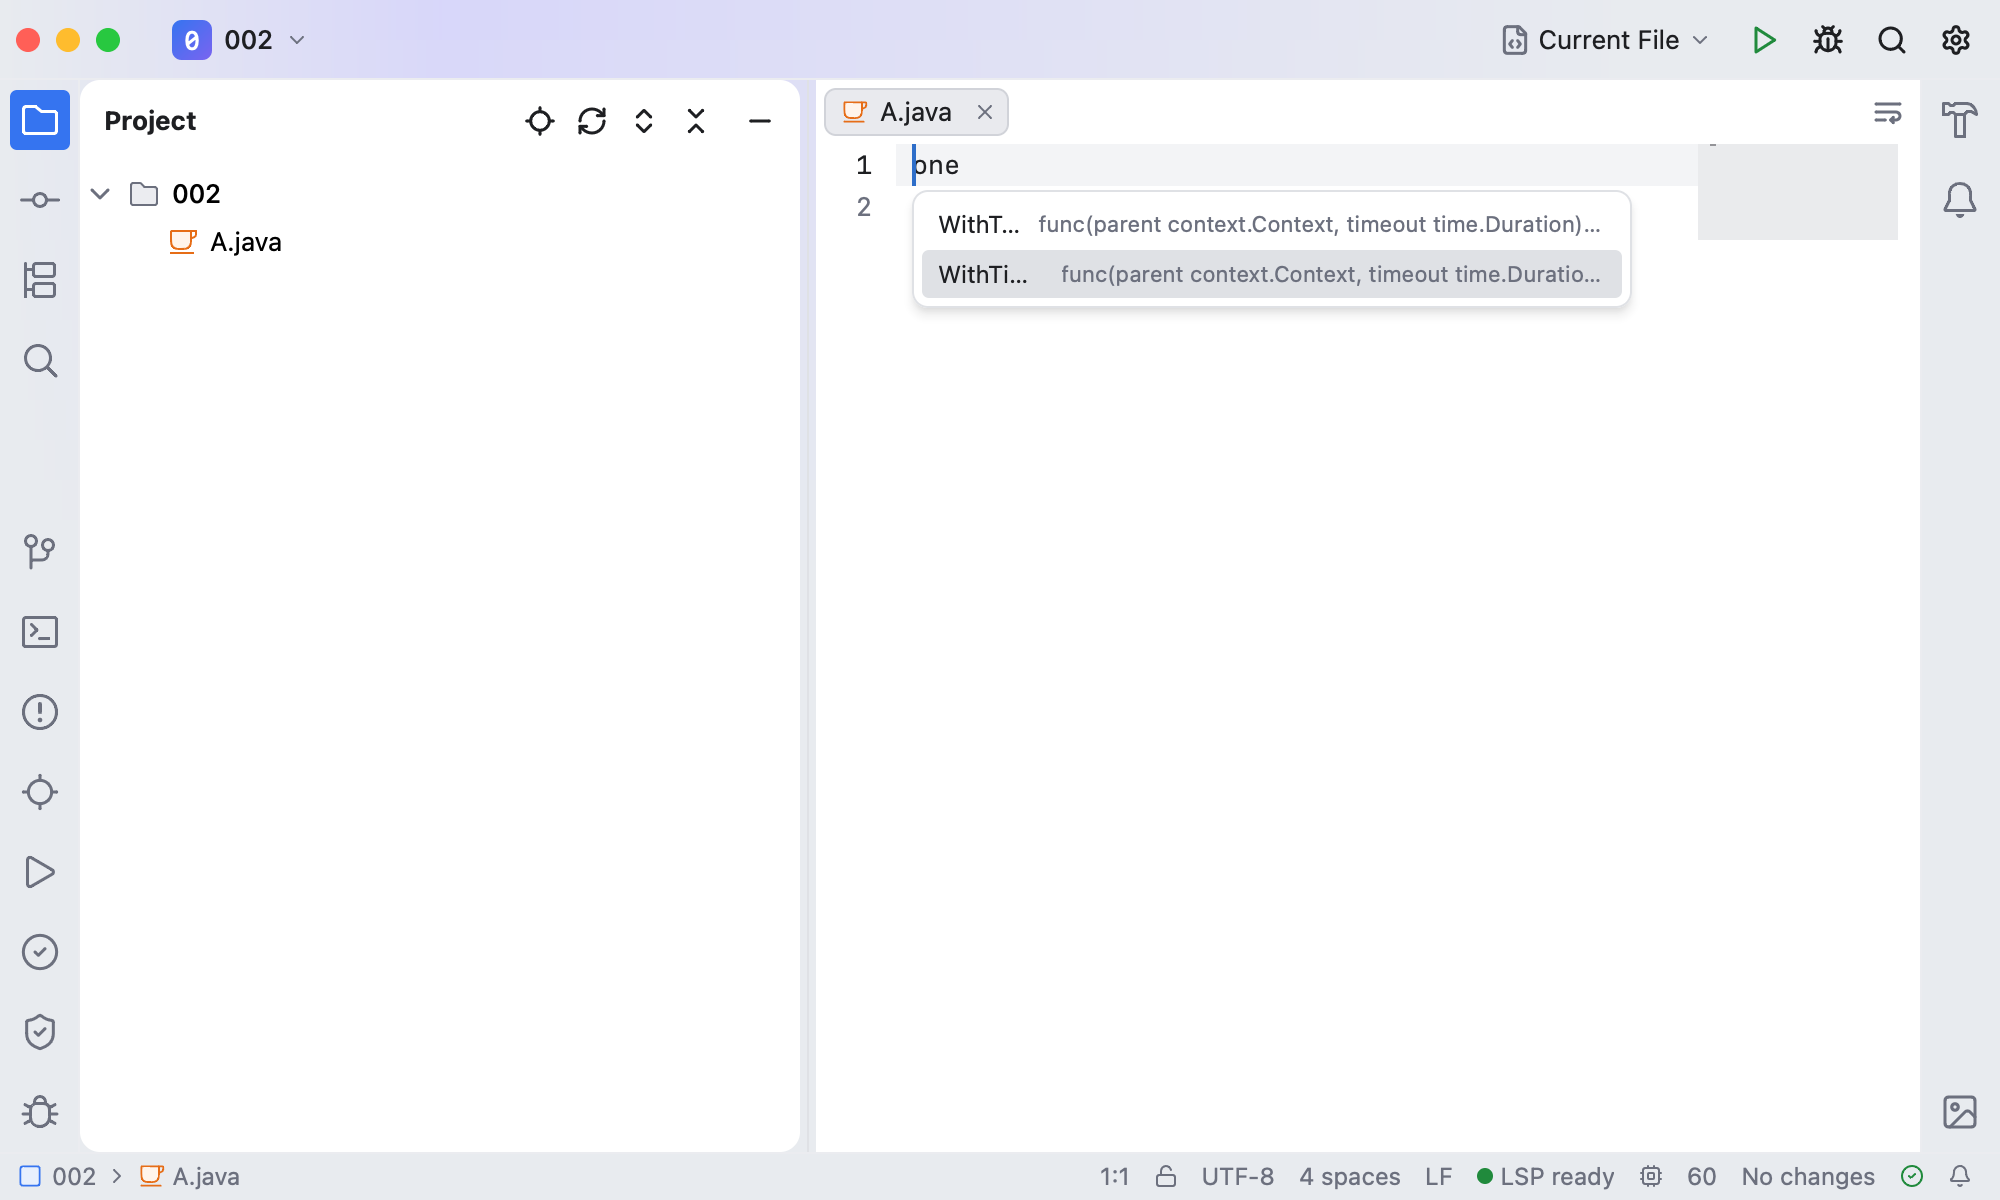 0 002 Current File
Project
002
A.java
A.java
1 one
2
WithT... func(parent context.Context, timeout time.Duration)...
WithTi... func(parent context.Context, timeout time.Duratio...
002 > A.java 1:1 UTF-8 4 spaces LF LSP ready 60 No changes